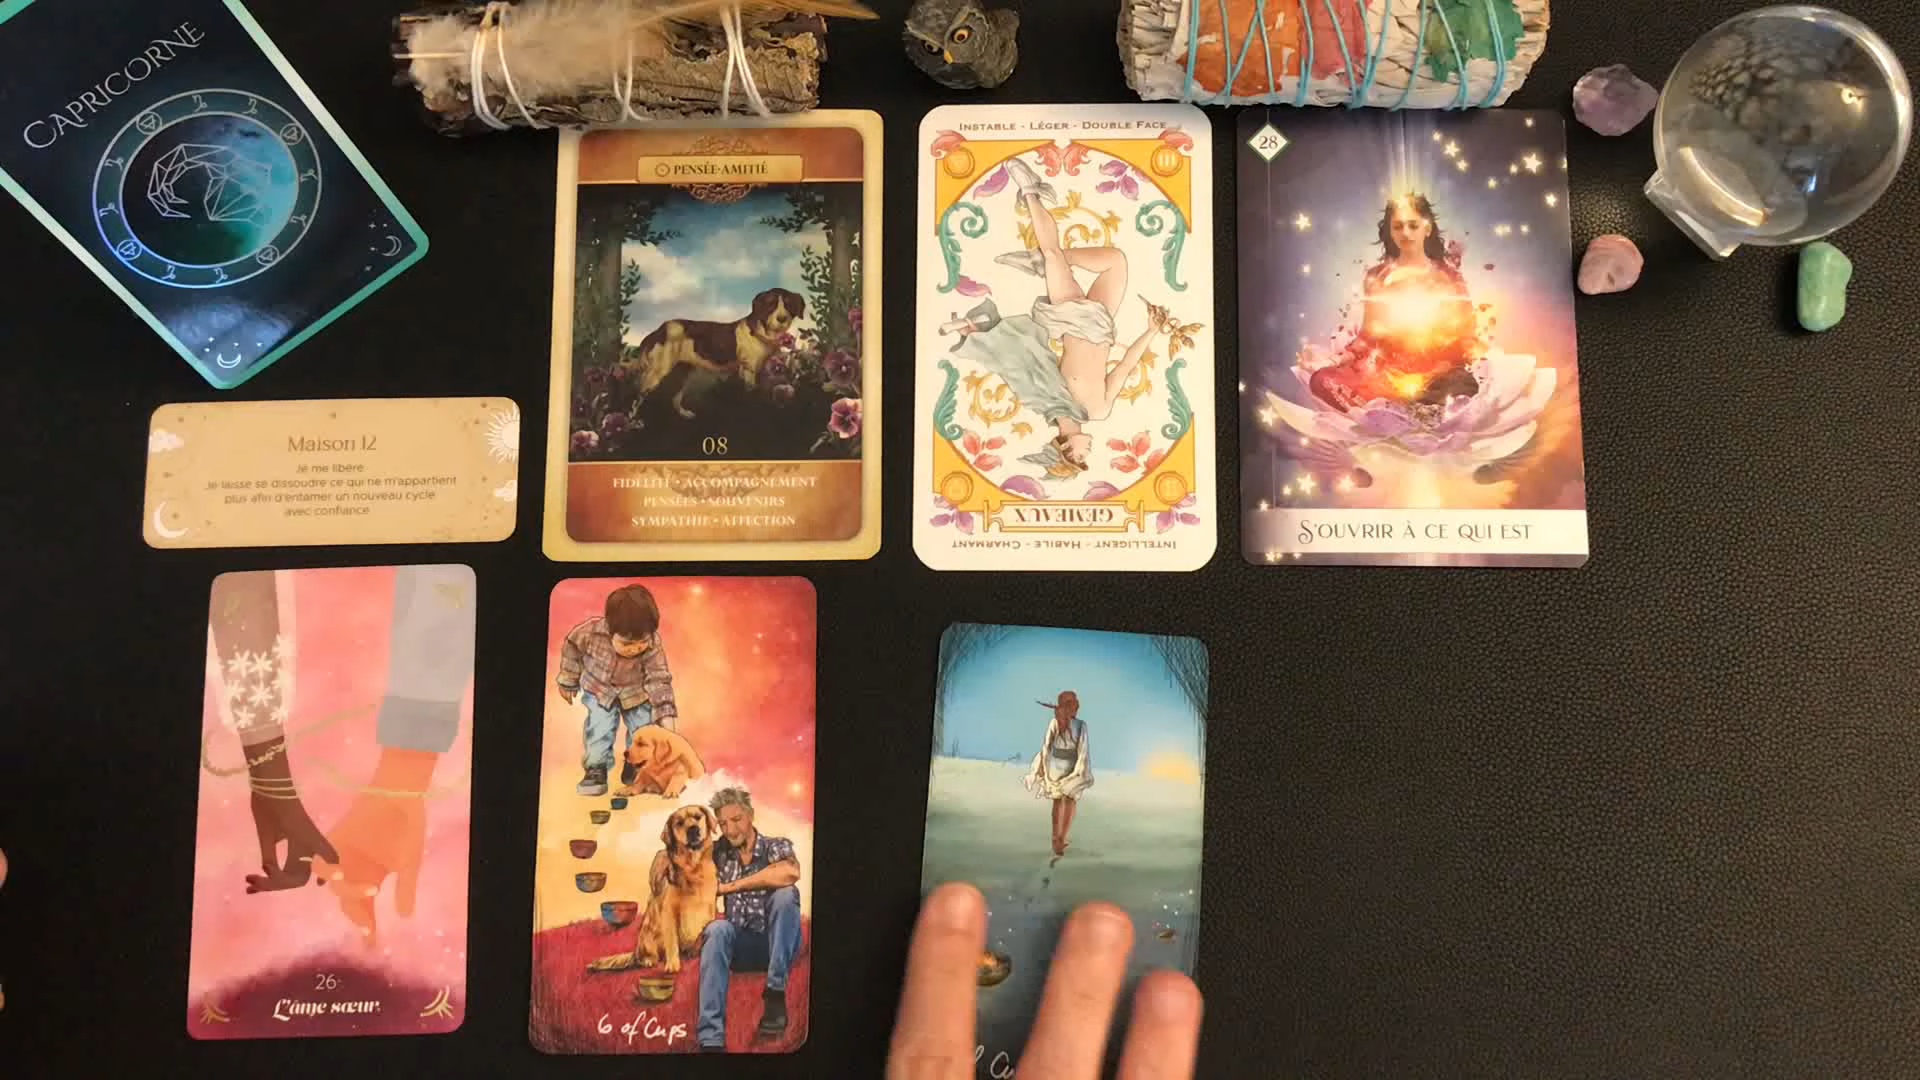 CAPRICORNE
Maison 12
Je me libère
Je laisse se dissoudre ce qui ne m'appartient
plus afin d'entamer un nouveau cycle
avec confiance
PENSÉE•AMITIÉ
08
FIDÉLITÉ • ACCOMPAGNEMENT
PENSÉES • SOUVENIRS
SYMPATHIE • AFFECTION
INSTABLE - LÉGER - DOUBLE FACE
III
GÉMEAUX
INTELLIGENT - HABILE - CHARMANT
28
S'OUVRIR À CE QUI EST
26
L'âme sœur
6 of Cups